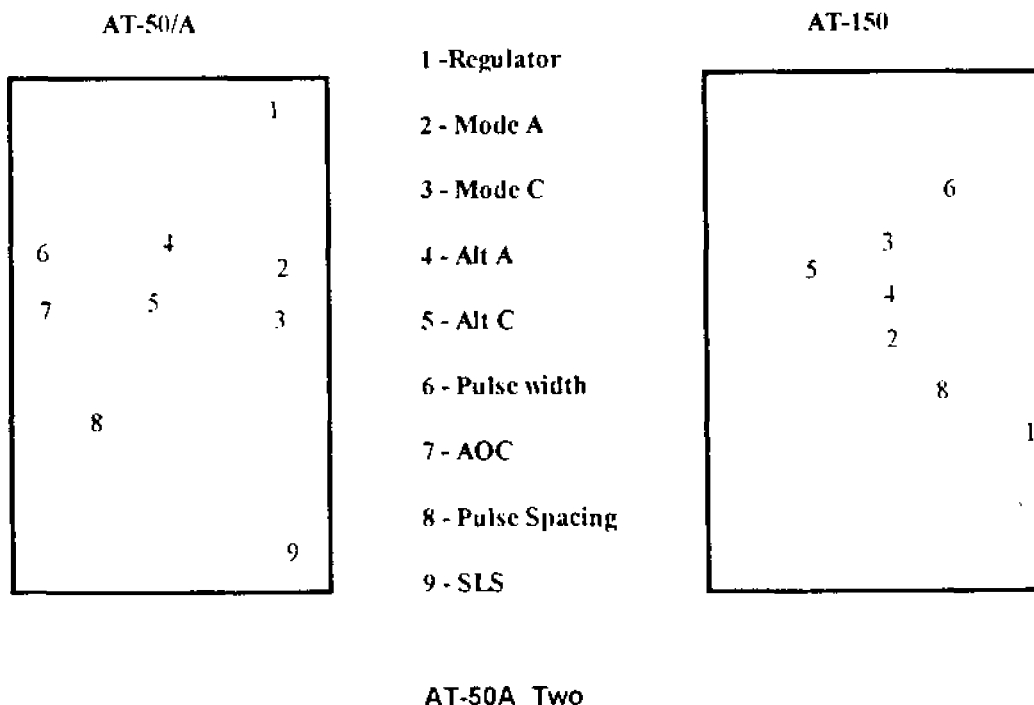 AT-50/A
1
6
4
2
7
5
3
8
9
1 -Regulator
2 - Mode A
3 - Mode C
4 - Alt A
5 - Alt C
6 - Pulse width
7 - AOC
8 - Pulse Spacing
9 - SLS
AT-150
6
3
5
4
2
8
1
AT-50A Two